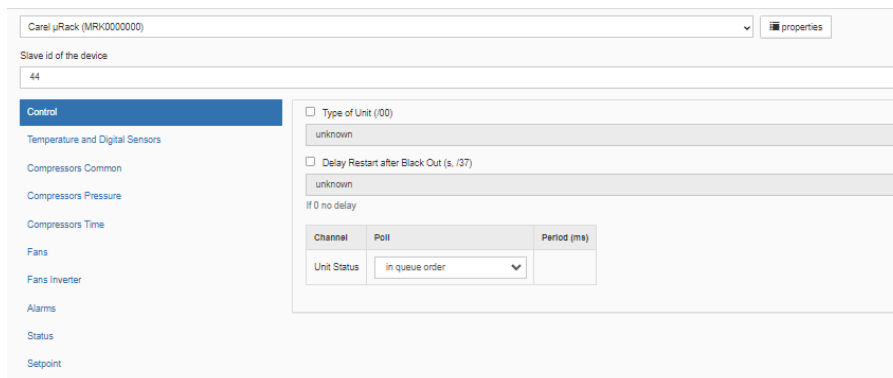 Carel µRack (MRK0000000)
properties
Slave id of the device
44
Control
Temperature and Digital Sensors
Compressors Common
Compressors Pressure
Compressors Time
Fans
Fans Inverter
Alarms
Status
Setpoint
Type of Unit (/00)
unknown
Delay Restart after Black Out (s, /37)
unknown
If 0 no delay
Channel Poll Period (ms)
Unit Status in queue order